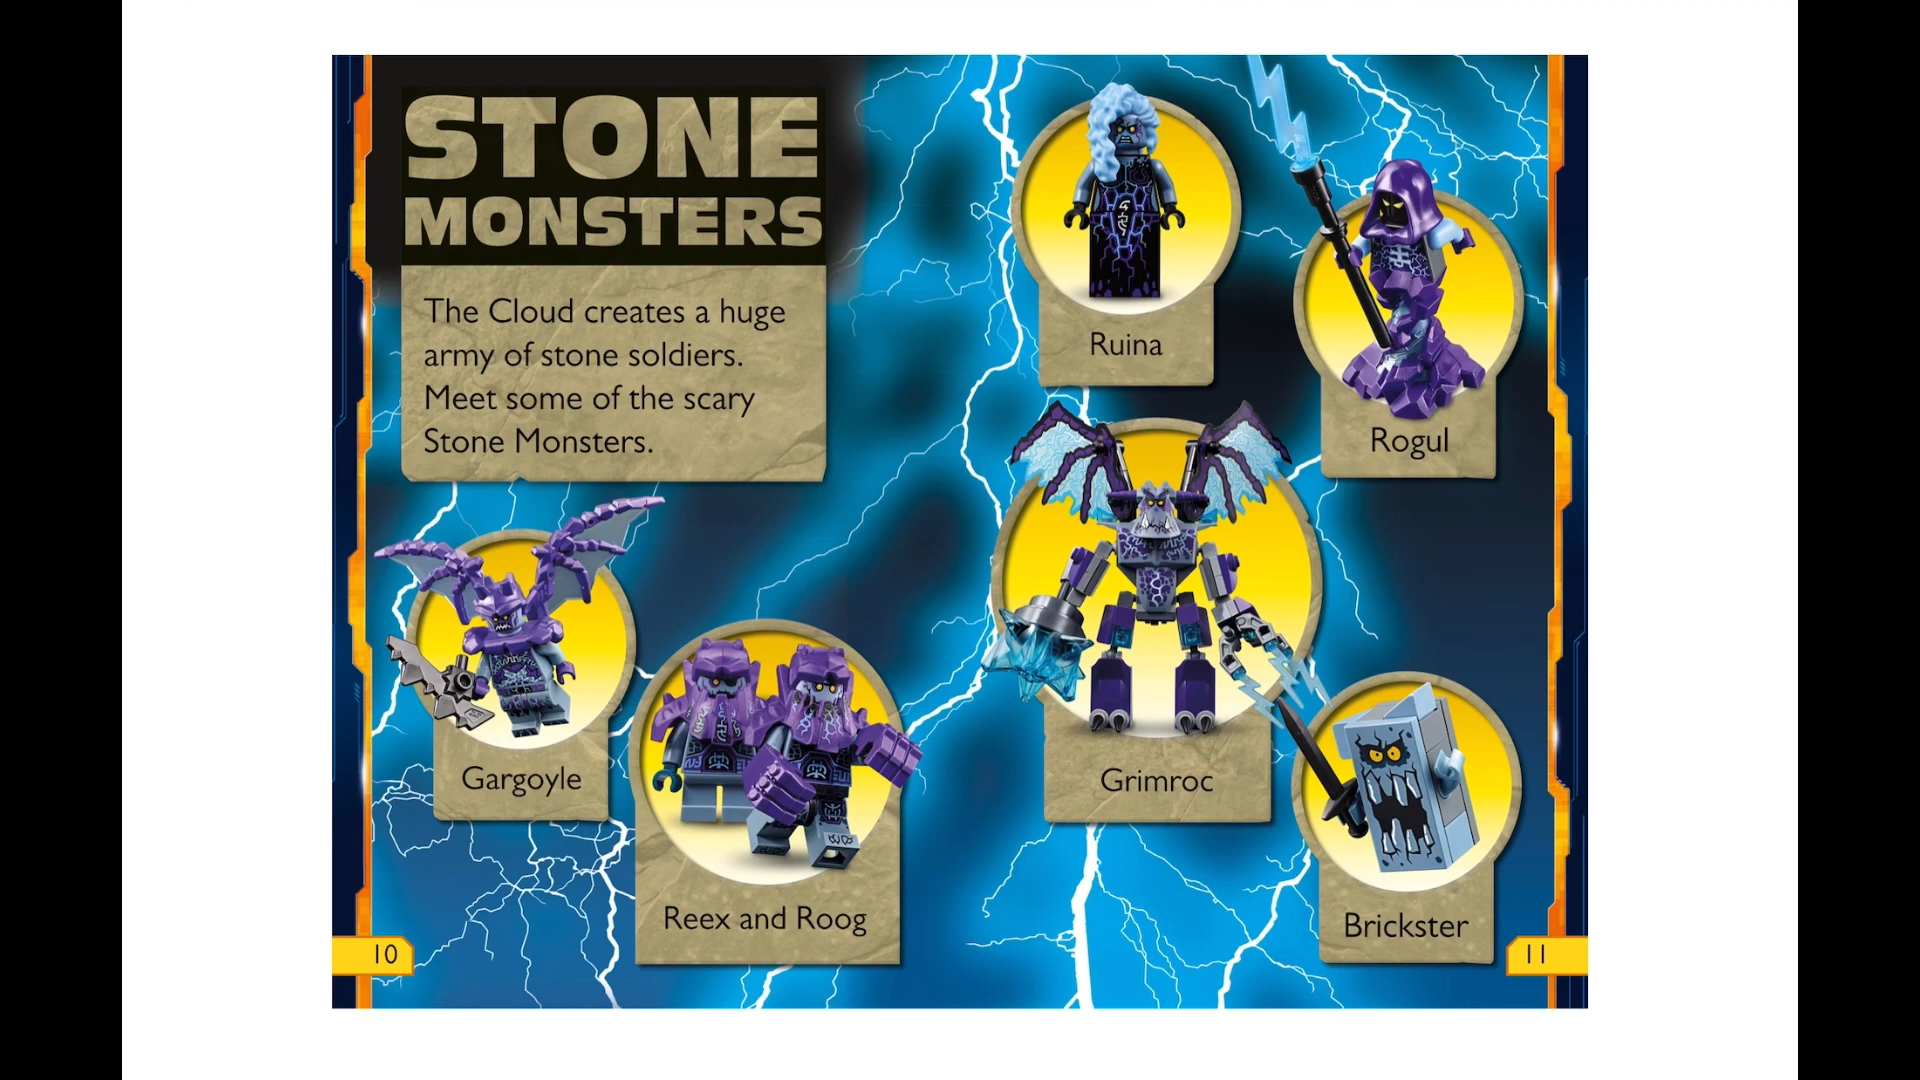 STONE
MONSTERS
The Cloud creates a huge
army of stone soldiers.
Meet some of the scary
Stone Monsters.
Gargoyle
Reex and Roog
10
Ruina
Rogul
Grimroc
Brickster
11